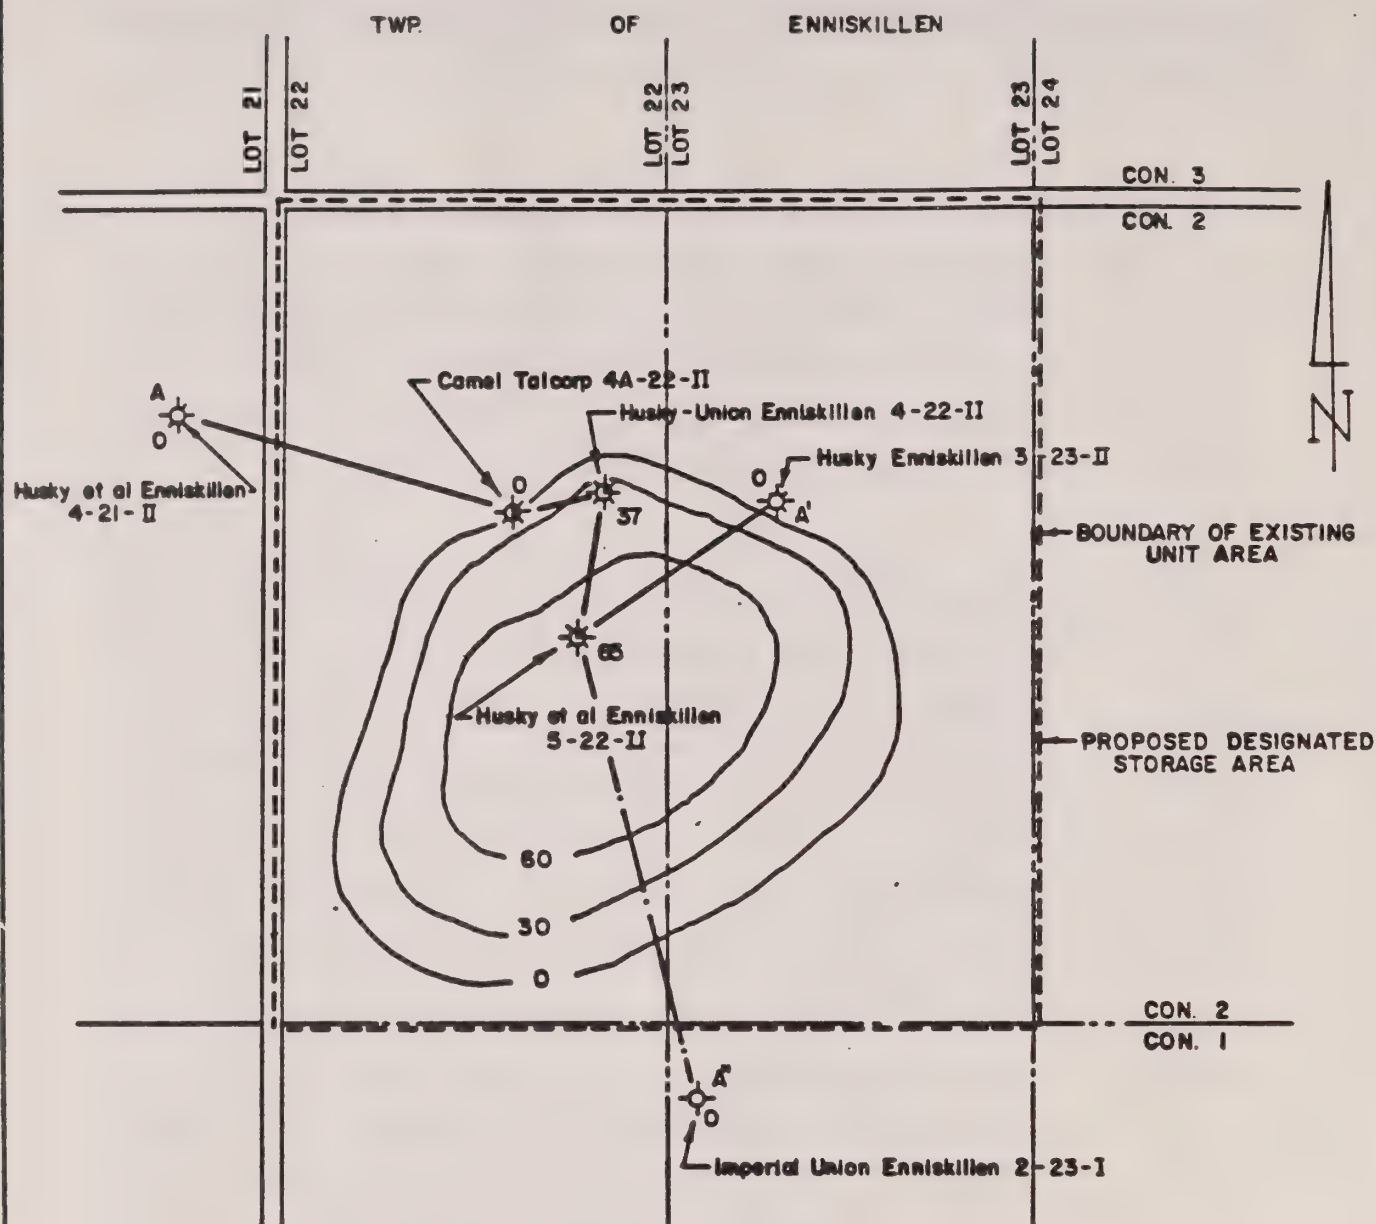 TWP. OF ENNISKILLEN
LOT 21
LOT 22
LOT 22
LOT 23
LOT 23
LOT 24
CON. 3
CON. 2
N
Camel Talcorp 4A-22-II
Husky-Union Enniskillen 4-22-II
A
O
Husky Enniskillen 3-23-II
O
O
A'
37
Husky et al Enniskillen
4-21-II
BOUNDARY OF EXISTING
UNIT AREA
65
Husky et al Enniskillen
5-22-II
PROPOSED DESIGNATED
STORAGE AREA
60
30
0
CON. 2
CON. 1
A"
O
Imperial Union Enniskillen 2-23-I